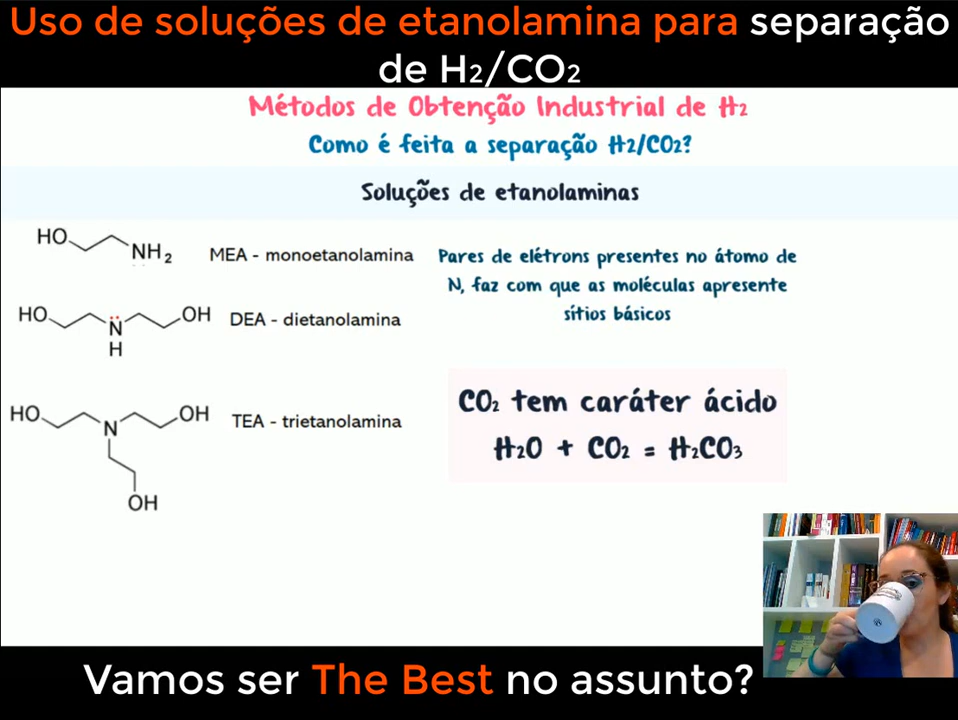 Uso de soluções de etanolamina para separação
de H₂/CO₂
Métodos de Obtenção Industrial de H₂
Como é feita a separação H₂/CO₂?
Soluções de etanolaminas
HO
NH₂
MEA - monoetanolamina
Pares de elétrons presentes no átomo de
N, faz com que as moléculas apresente
sítios básicos
HO
N
H
OH
DEA - dietanolamina
HO
N
OH
OH
TEA - trietanolamina
CO₂ tem caráter ácido
H₂O + CO₂ = H₂CO₃
Vamos ser The Best no assunto?